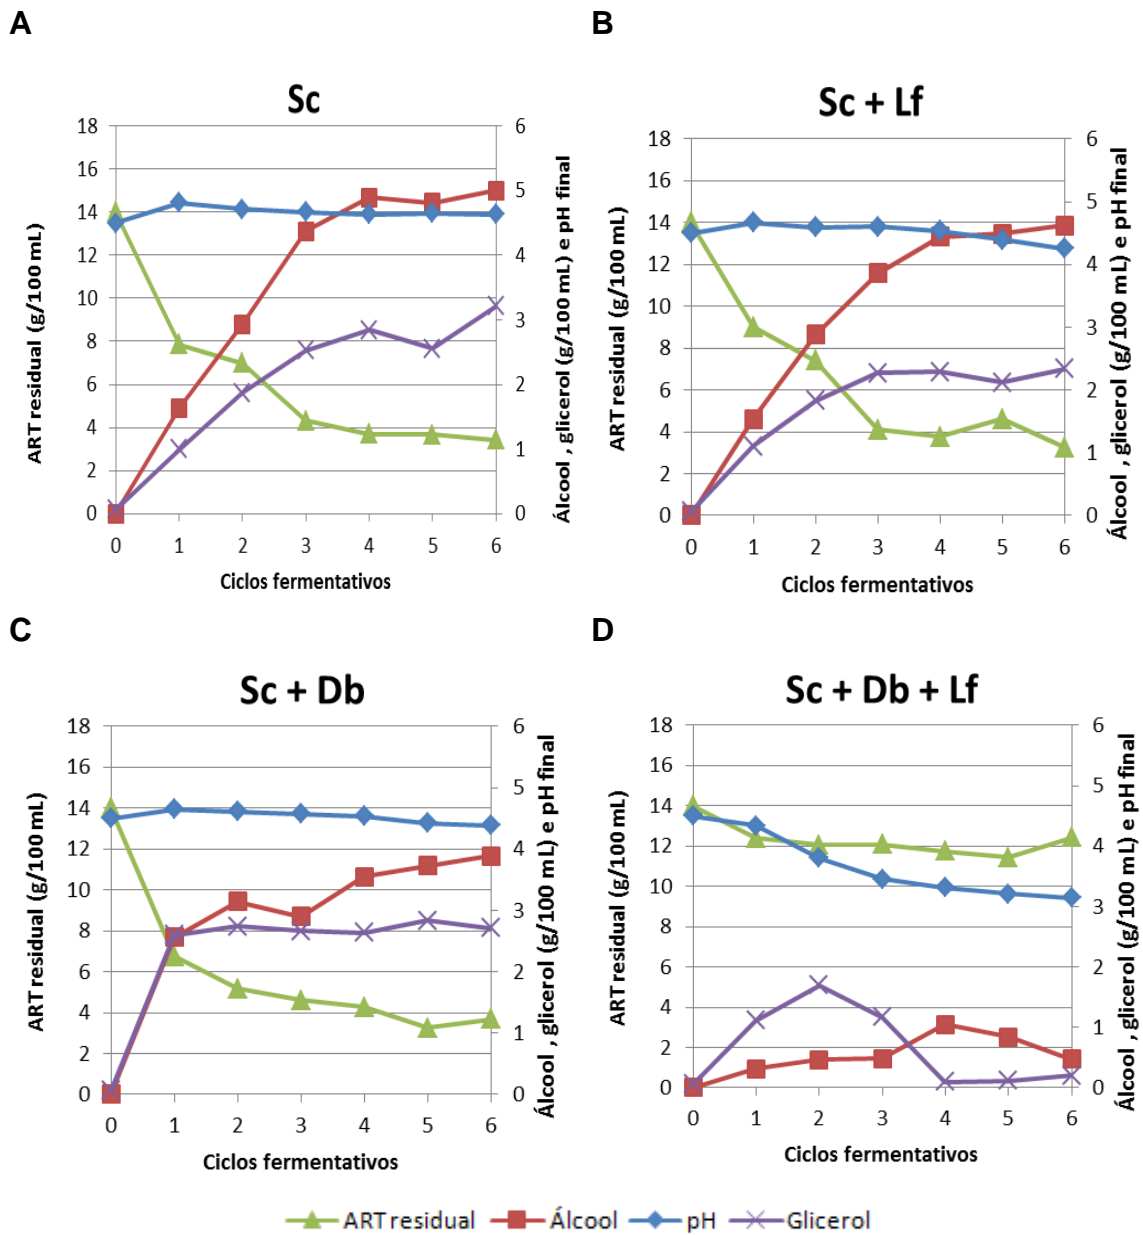 A
Sc
18
16
14
12
10
8
6
4
2
0
ART residual (g/100 mL)
6
5
4
3
2
1
0
Álcool , glicerol (g/100 mL) e pH final
0 1 2 3 4 5 6
Ciclos fermentativos
B
Sc + Lf
18
16
14
12
10
8
6
4
2
0
ART residual (g/100 mL)
6
5
4
3
2
1
0
Álcool , glicerol (g/100 mL) e pH final
0 1 2 3 4 5 6
Ciclos fermentativos
C
Sc + Db
18
16
14
12
10
8
6
4
2
0
ART residual (g/100 mL)
6
5
4
3
2
1
0
Álcool , glicerol (g/100 mL) e pH final
0 1 2 3 4 5 6
Ciclos fermentativos
D
Sc + Db + Lf
18
16
14
12
10
8
6
4
2
0
ART residual (g/100 mL)
6
5
4
3
2
1
0
Álcool , glicerol (g/100 mL) e pH final
0 1 2 3 4 5 6
Ciclos fermentativos
ART residual Álcool pH Glicerol